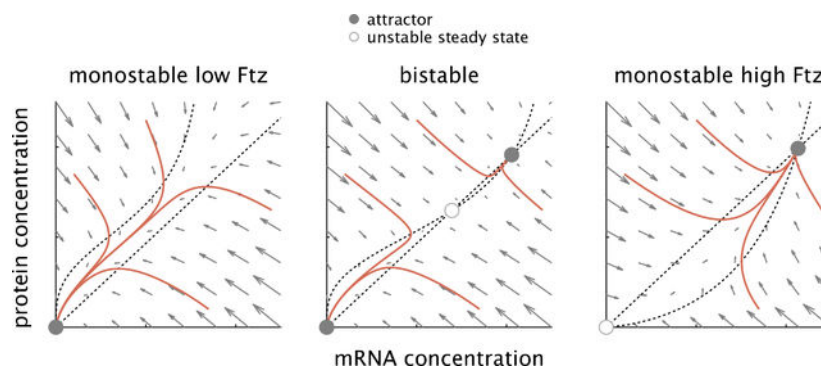 attractor
unstable steady state
monostable low Ftz
bistable
monostable high Ftz
protein concentration
mRNA concentration